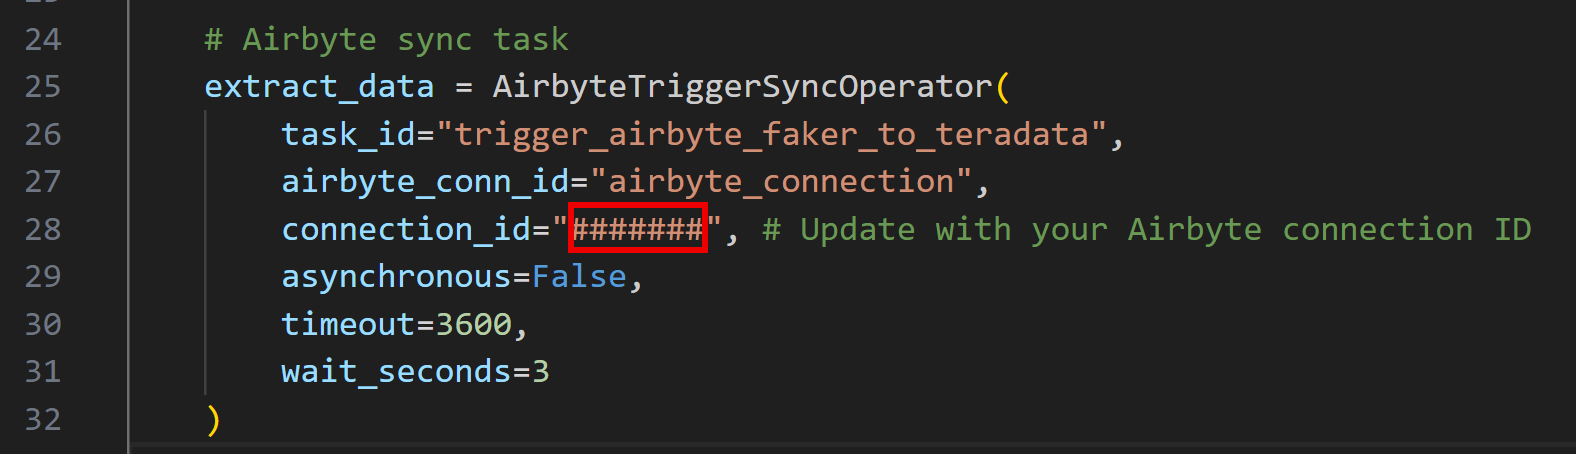 24 # Airbyte sync task
25 extract_data = AirbyteTriggerSyncOperator(
26 task_id="trigger_airbyte_faker_to_teradata",
27 airbyte_conn_id="airbyte_connection",
28 connection_id="#######", # Update with your Airbyte connection ID
29 asynchronous=False,
30 timeout=3600,
31 wait_seconds=3
32 )